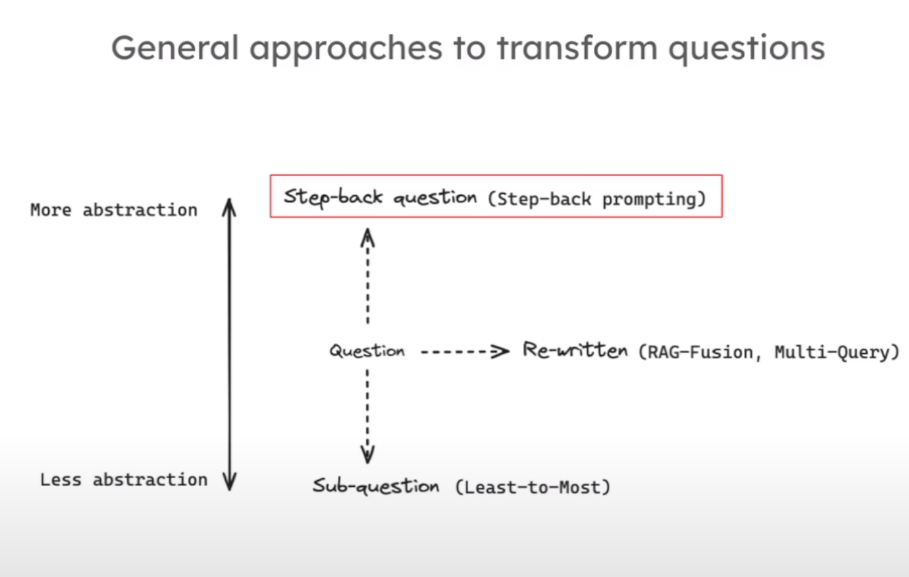 General approaches to transform questions
Step-back question (Step-back prompting)
More abstraction
Question
Re-written (RAG-Fusion, Multi-Query)
Less abstraction
Sub-question (Least-to-Most)